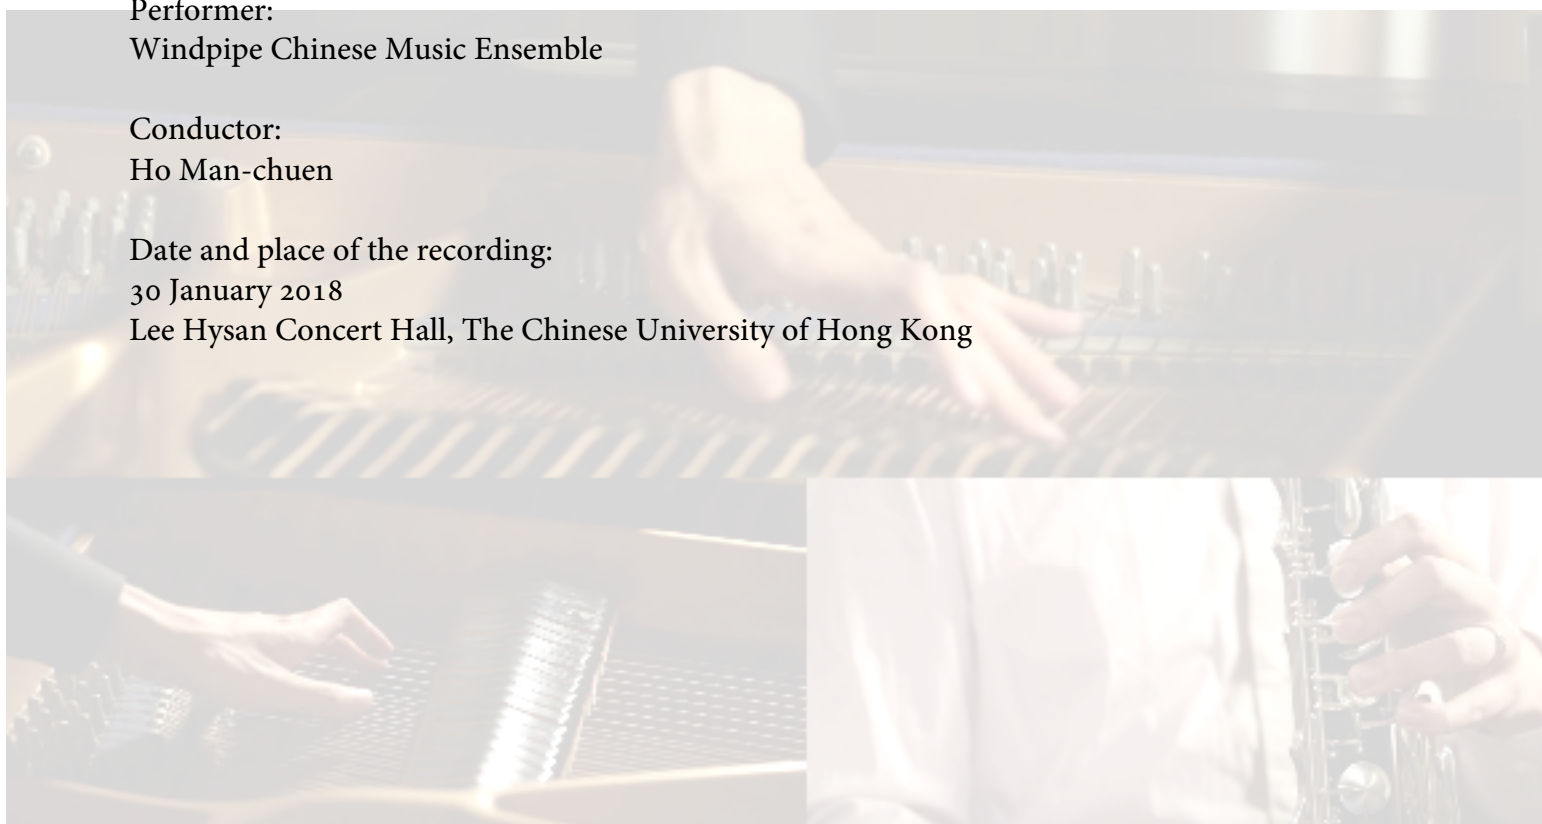 Performer:
Windpipe Chinese Music Ensemble
Conductor:
Ho Man-chuen
Date and place of the recording:
30 January 2018
Lee Hysan Concert Hall, The Chinese University of Hong Kong